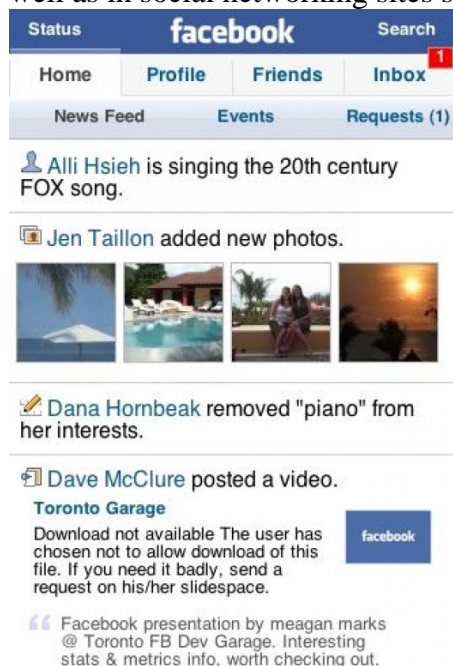 well as in social networking sites s
Status facebook Search
1
Home Profile Friends Inbox
News Feed Events Requests (1)
Alli Hsieh is singing the 20th century
FOX song.
Jen Taillon added new photos.
Dana Hornbeak removed "piano" from
her interests.
Dave McClure posted a video.
Toronto Garage
Download not available The user has
chosen not to allow download of this
file. If you need it badly, send a
request on his/her slidespace.
facebook
Facebook presentation by meagan marks
@ Toronto FB Dev Garage. Interesting
stats & metrics info, worth checking out.